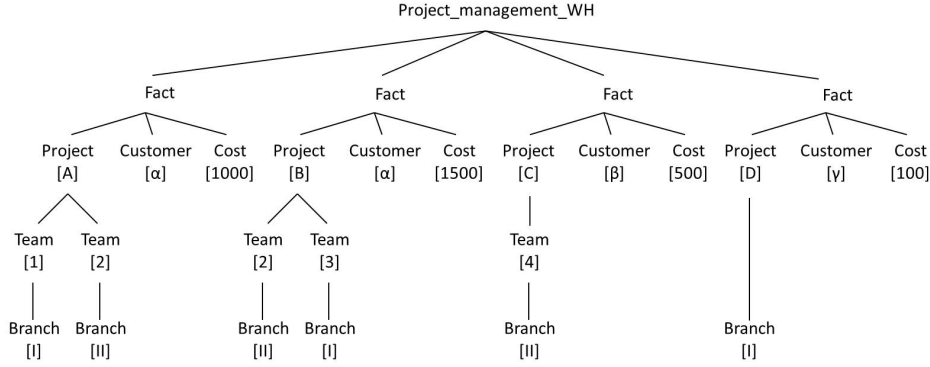 Project_management_WH
Fact Fact Fact Fact
Project Customer Cost Project Customer Cost Project Customer Cost Project Customer Cost
[A] [α] [1000] [B] [α] [1500] [C] [β] [500] [D] [γ] [100]
Team Team Team Team Team
[1] [2] [2] [3] [4]
Branch Branch Branch Branch Branch Branch
[I] [II] [II] [I] [II] [I]